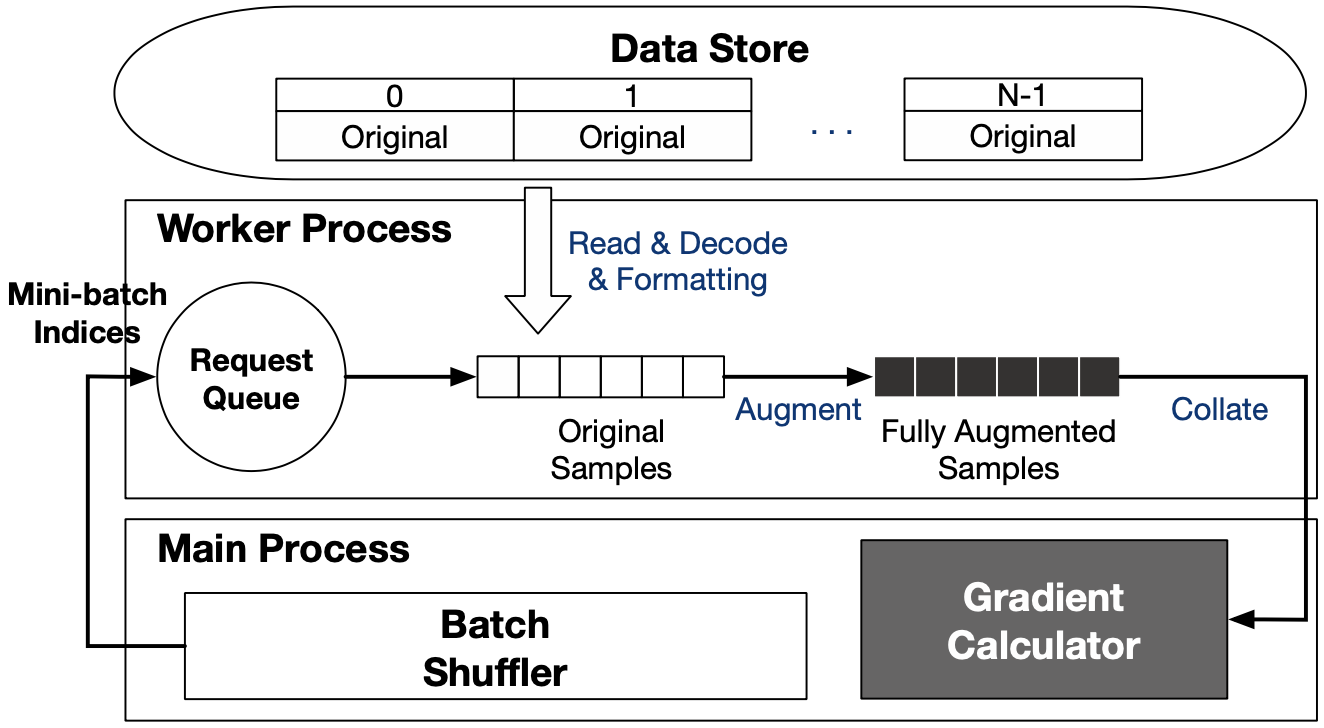 Data Store
0
1
N-1
Original
Original
. . .
Original
Worker Process
Read & Decode
& Formatting
Mini-batch
Indices
Request
Queue
Augment
Collate
Original
Samples
Fully Augmented
Samples
Main Process
Batch
Shuffler
Gradient
Calculator